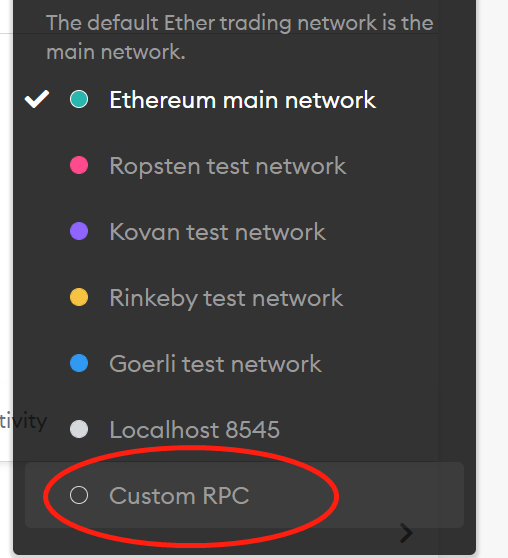 The default Ether trading network is the
main network.
Ethereum main network
Ropsten test network
Kovan test network
Rinkeby test network
Goerli test network
tivity
Localhost 8545
Custom RPC